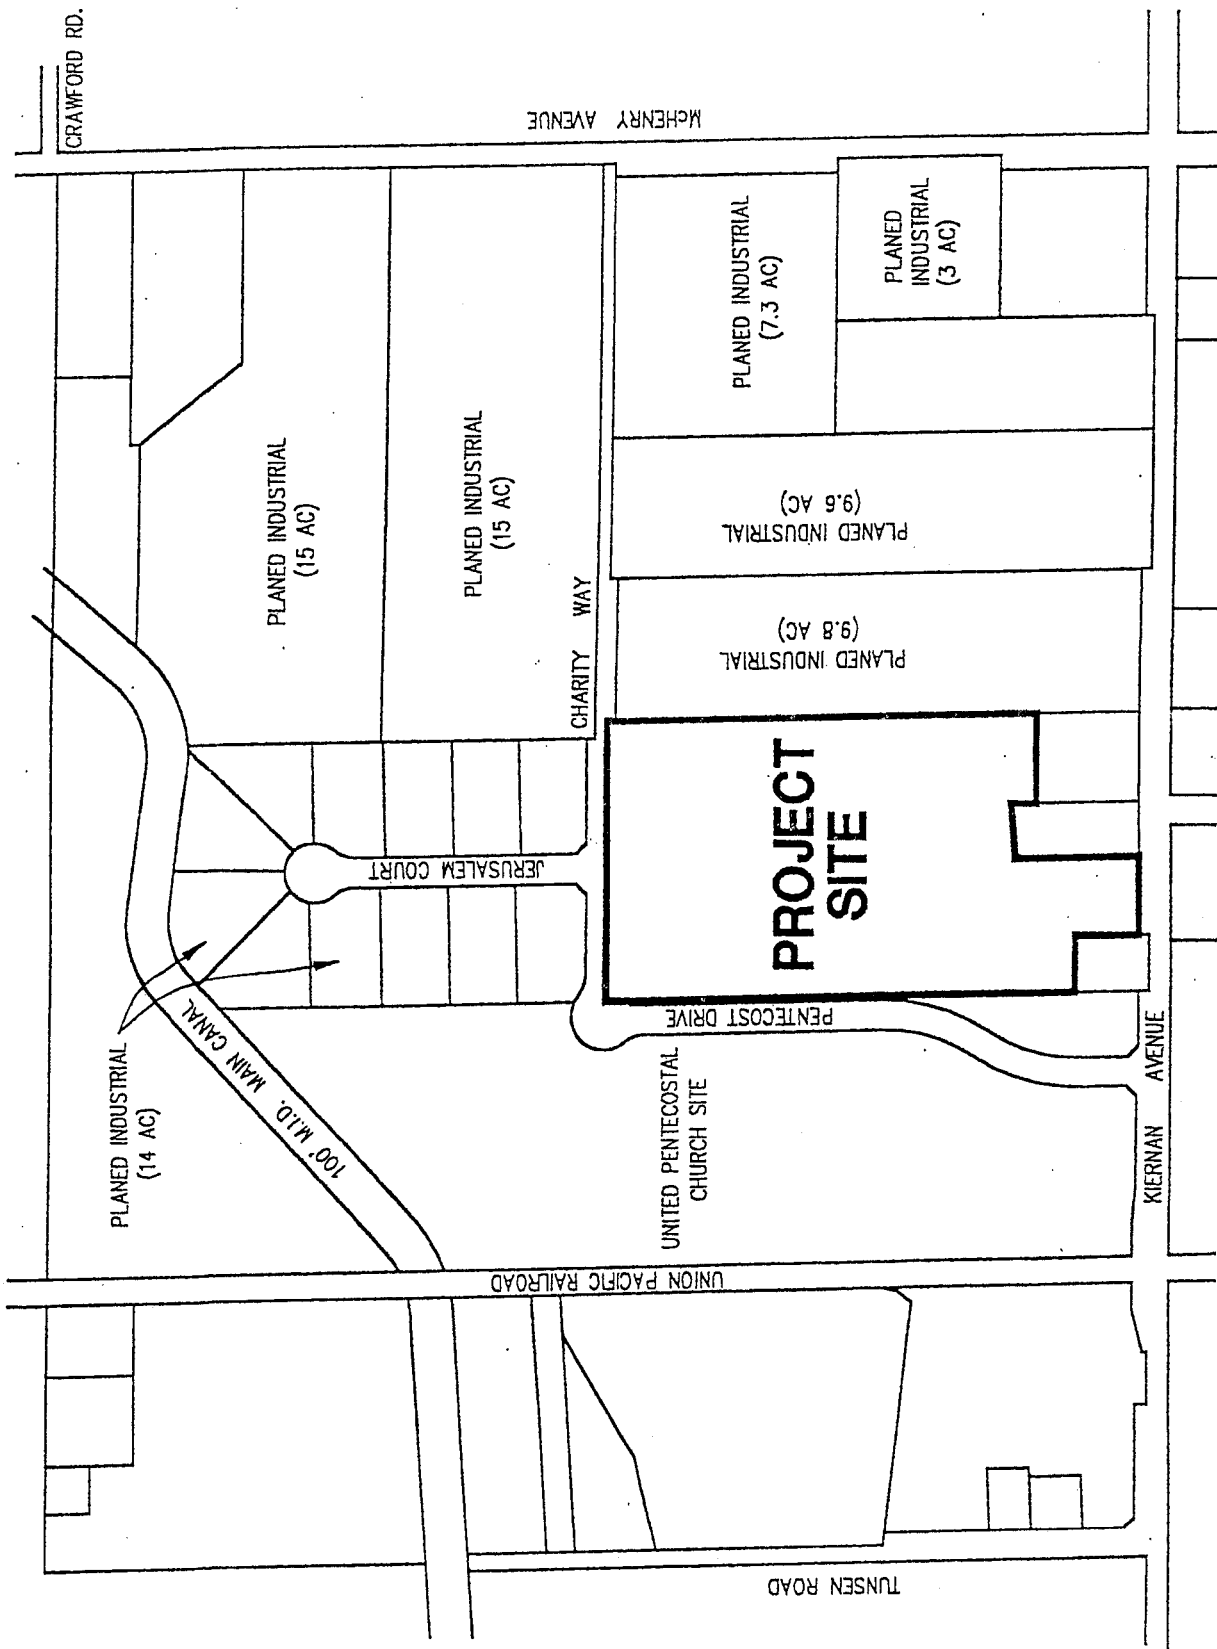 CRAWFORD RD.
McHENRY AVENUE
PLANED INDUSTRIAL
(15 AC)
PLANED INDUSTRIAL
(15 AC)
PLANED INDUSTRIAL
(7.3 AC)
PLANED
INDUSTRIAL
(3 AC)
PLANED INDUSTRIAL
(9.6 AC)
PLANED INDUSTRIAL
(9.8 AC)
CHARITY WAY
JERUSALEM COURT
PROJECT
SITE
PLANED INDUSTRIAL
(14 AC)
100' M.I.D. MAIN CANAL
PENTECOST DRIVE
UNITED PENTECOSTAL
CHURCH SITE
KIERNAN AVENUE
UNION PACIFIC RAILROAD
TUNSEN ROAD